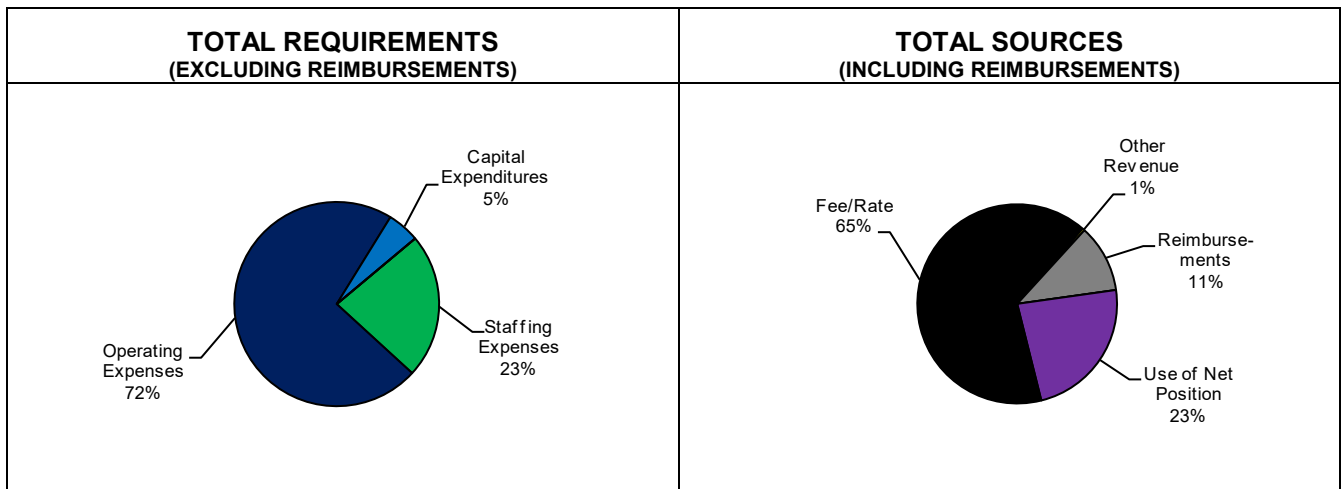 TOTAL REQUIREMENTS
(EXCLUDING REIMBURSEMENTS)
Capital
Expenditures
5%
Staffing
Expenses
23%
Operating
Expenses
72%
TOTAL SOURCES
(INCLUDING REIMBURSEMENTS)
Other
Revenue
1%
Fee/Rate
65%
Reimburse-
ments
11%
Use of Net
Position
23%